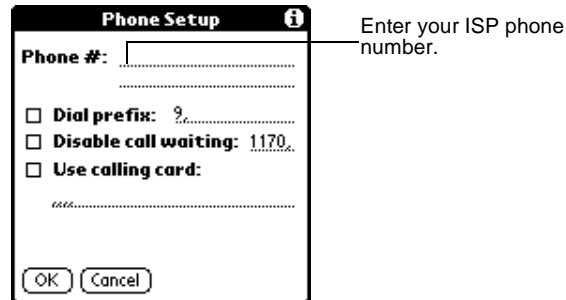 Phone Setup i
Enter your ISP phone
number.
Phone #:
Dial prefix: 9,
Disable call waiting: 1170,
Use calling card:
,,,,
OK Cancel